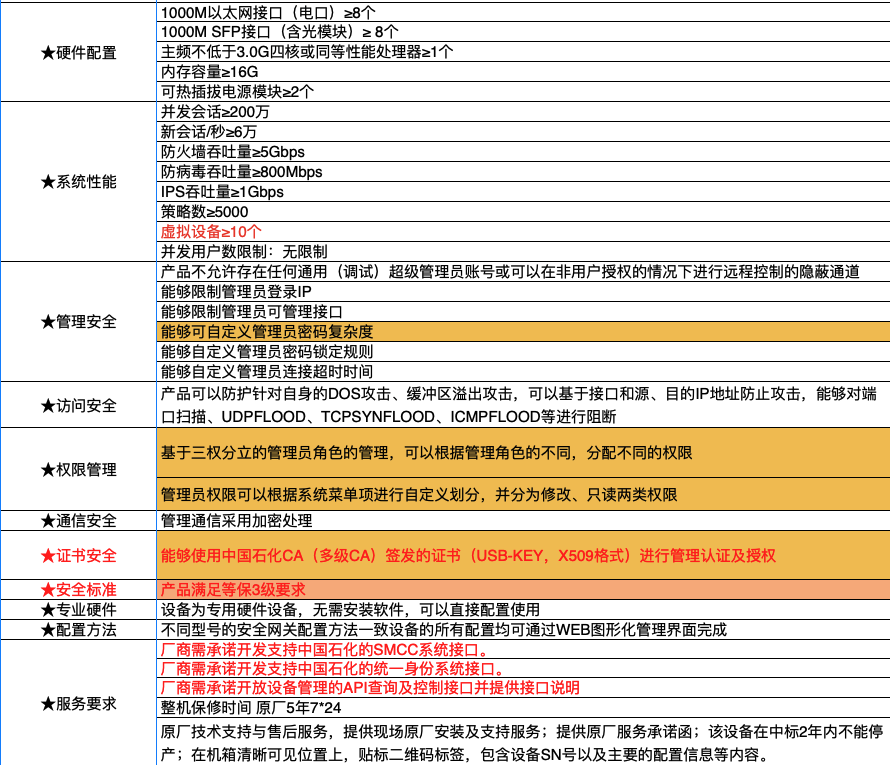 ★硬件配置
1000M以太网接口（电口）≥8个
1000M SFP接口（含光模块）≥ 8个
主频不低于3.0G四核或同等性能处理器≥1个
内存容量≥16G
可热插拔电源模块≥2个
★系统性能
并发会话≥200万
新会话/秒≥6万
防火墙吞吐量≥5Gbps
防病毒吞吐量≥800Mbps
IPS吞吐量≥1Gbps
策略数≥5000
虚拟设备≥10个
并发用户数限制：无限制
★管理安全
产品不允许存在任何通用（调试）超级管理员账号或可以在非用户授权的情况下进行远程控制的隐蔽通道
能够限制管理员登录IP
能够限制管理员可管理接口
能够可自定义管理员密码复杂度
能够自定义管理员密码锁定规则
能够自定义管理员连接超时时间
★访问安全
产品可以防护针对自身的DOS攻击、缓冲区溢出攻击，可以基于接口和源、目的IP地址防止攻击，能够对端
口扫描、UDPFLOOD、TCPSYNFLOOD、ICMPFLOOD等进行阻断
★权限管理
基于三权分立的管理员角色的管理，可以根据管理角色的不同，分配不同的权限
管理员权限可以根据系统菜单项进行自定义划分，并分为修改、只读两类权限
★通信安全
管理通信采用加密处理
★证书安全
能够使用中国石化CA（多级CA）签发的证书（USB-KEY，X509格式）进行管理认证及授权
★安全标准
产品满足等保3级要求
★专业硬件
设备为专用硬件设备，无需安装软件，可以直接配置使用
★配置方法
不同型号的安全网关配置方法一致设备的所有配置均可通过WEB图形化管理界面完成
★服务要求
厂商需承诺开发支持中国石化的SMCC系统接口。
厂商需承诺开发支持中国石化的统一身份系统接口。
厂商需承诺开放设备管理的API查询及控制接口并提供接口说明
整机保修时间 原厂5年7*24
原厂技术支持与售后服务，提供现场原厂安装及支持服务；提供原厂服务承诺函；该设备在中标2年内不能停
产；在机箱清晰可见位置上，贴标二维码标签，包含设备SN号以及主要的配置信息等内容。